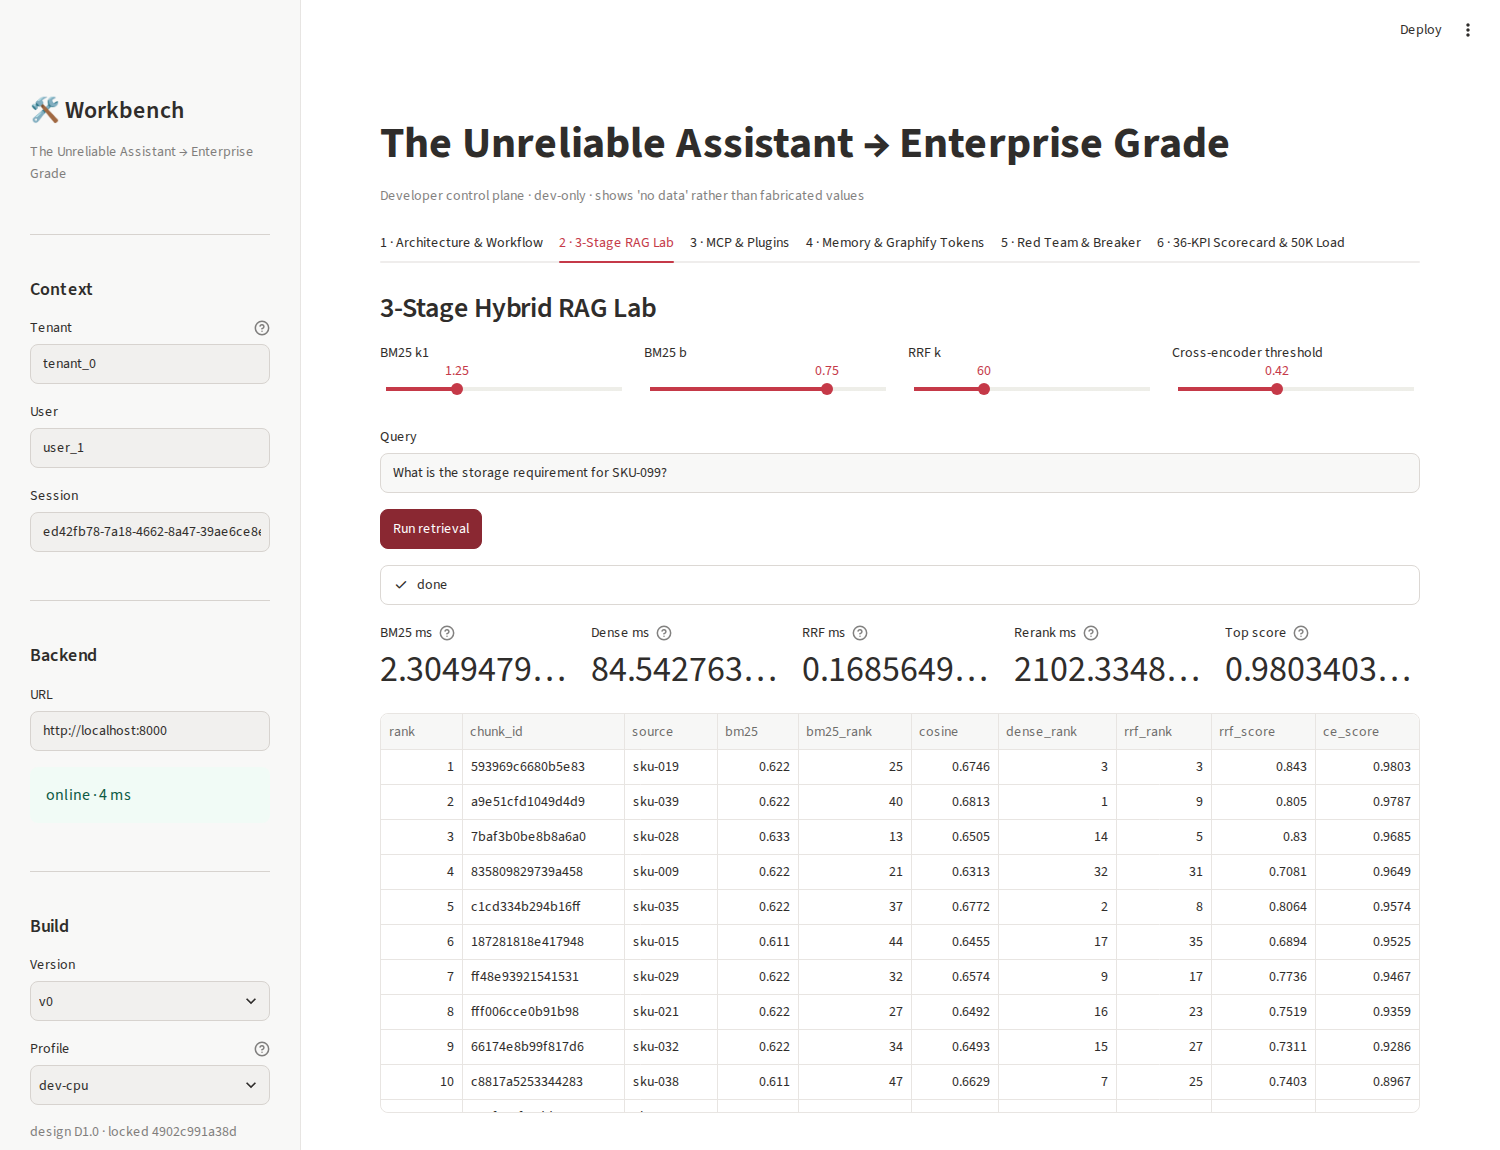 Deploy
🛠️ Workbench
The Unreliable Assistant → Enterprise
Grade
Context
Tenant
tenant_0
User
user_1
Session
ed42fb78-7a18-4662-8a47-39ae6ce8
Backend
URL
http://localhost:8000
online · 4 ms
Build
Version
v0
Profile
dev-cpu
design D1.0 · locked 4902c991a38d
The Unreliable Assistant → Enterprise Grade
Developer control plane · dev-only · shows 'no data' rather than fabricated values
1 · Architecture & Workflow 2 · 3-Stage RAG Lab 3 · MCP & Plugins 4 · Memory & Graphify Tokens 5 · Red Team & Breaker 6 · 36-KPI Scorecard & 50K Load
3-Stage Hybrid RAG Lab
BM25 k1 BM25 b RRF k Cross-encoder threshold
1.25 0.75 60 0.42
Query
What is the storage requirement for SKU-099?
Run retrieval
done
BM25 ms Dense ms RRF ms Rerank ms Top score
2.3049479... 84.542763... 0.1685649... 2102.3348... 0.9803403...
rank chunk_id source bm25 bm25_rank cosine dense_rank rrf_rank rrf_score ce_score
1 593969c6680b5e83 sku-019 0.622 25 0.6746 3 3 0.843 0.9803
2 a9e51cfd1049d4d9 sku-039 0.622 40 0.6813 1 9 0.805 0.9787
3 7baf3b0be8b8a6a0 sku-028 0.633 13 0.6505 14 5 0.83 0.9685
4 835809829739a458 sku-009 0.622 21 0.6313 32 31 0.7081 0.9649
5 c1cd334b294b16ff sku-035 0.622 37 0.6772 2 8 0.8064 0.9574
6 187281818e417948 sku-015 0.611 44 0.6455 17 35 0.6894 0.9525
7 ff48e93921541531 sku-029 0.622 32 0.6574 9 17 0.7736 0.9467
8 fff006cce0b91b98 sku-021 0.622 27 0.6492 16 23 0.7519 0.9359
9 66174e8b99f817d6 sku-032 0.622 34 0.6493 15 27 0.7311 0.9286
10 c8817a5253344283 sku-038 0.611 47 0.6629 7 25 0.7403 0.8967